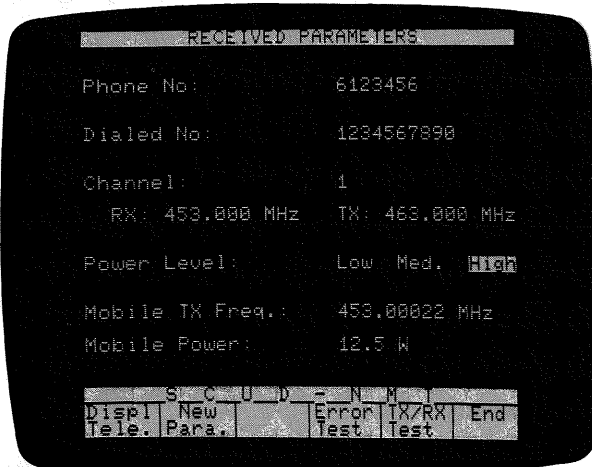 RECEIVED PARAMETERS
Phone No: 6123456
Dialed No: 1234567890
Channel: 1
RX: 453.000 MHz TX: 463.000 MHz
Power Level: Low Med. High
Mobile TX Freq.: 453.00022 MHz
Mobile Power: 12.5 W
S C U D - N M T
Displ New Error TX/RX End
Tele. Para. Test Test